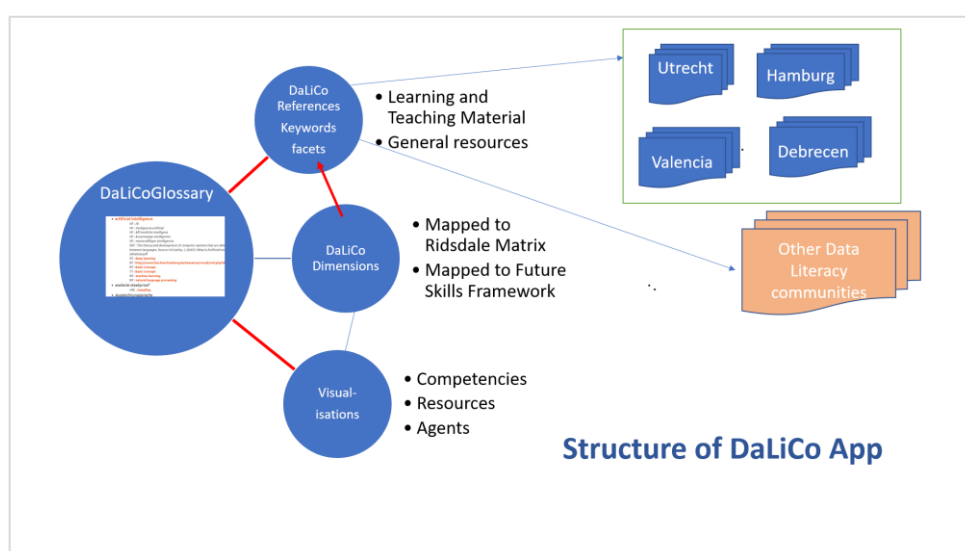 DaLiCo
References
Keywords
facets
• Learning and
Teaching Material
• General resources
Utrecht
Hamburg
Valencia
Debrecen
DaLiCoGlossary
artificial intelligence
DaLiCo
Dimensions
• Mapped to
Ridsdale Matrix
• Mapped to Future
Skills Framework
Other Data
Literacy
communities
Visual-
isations
• Competencies
• Resources
• Agents
Structure of DaLiCo App